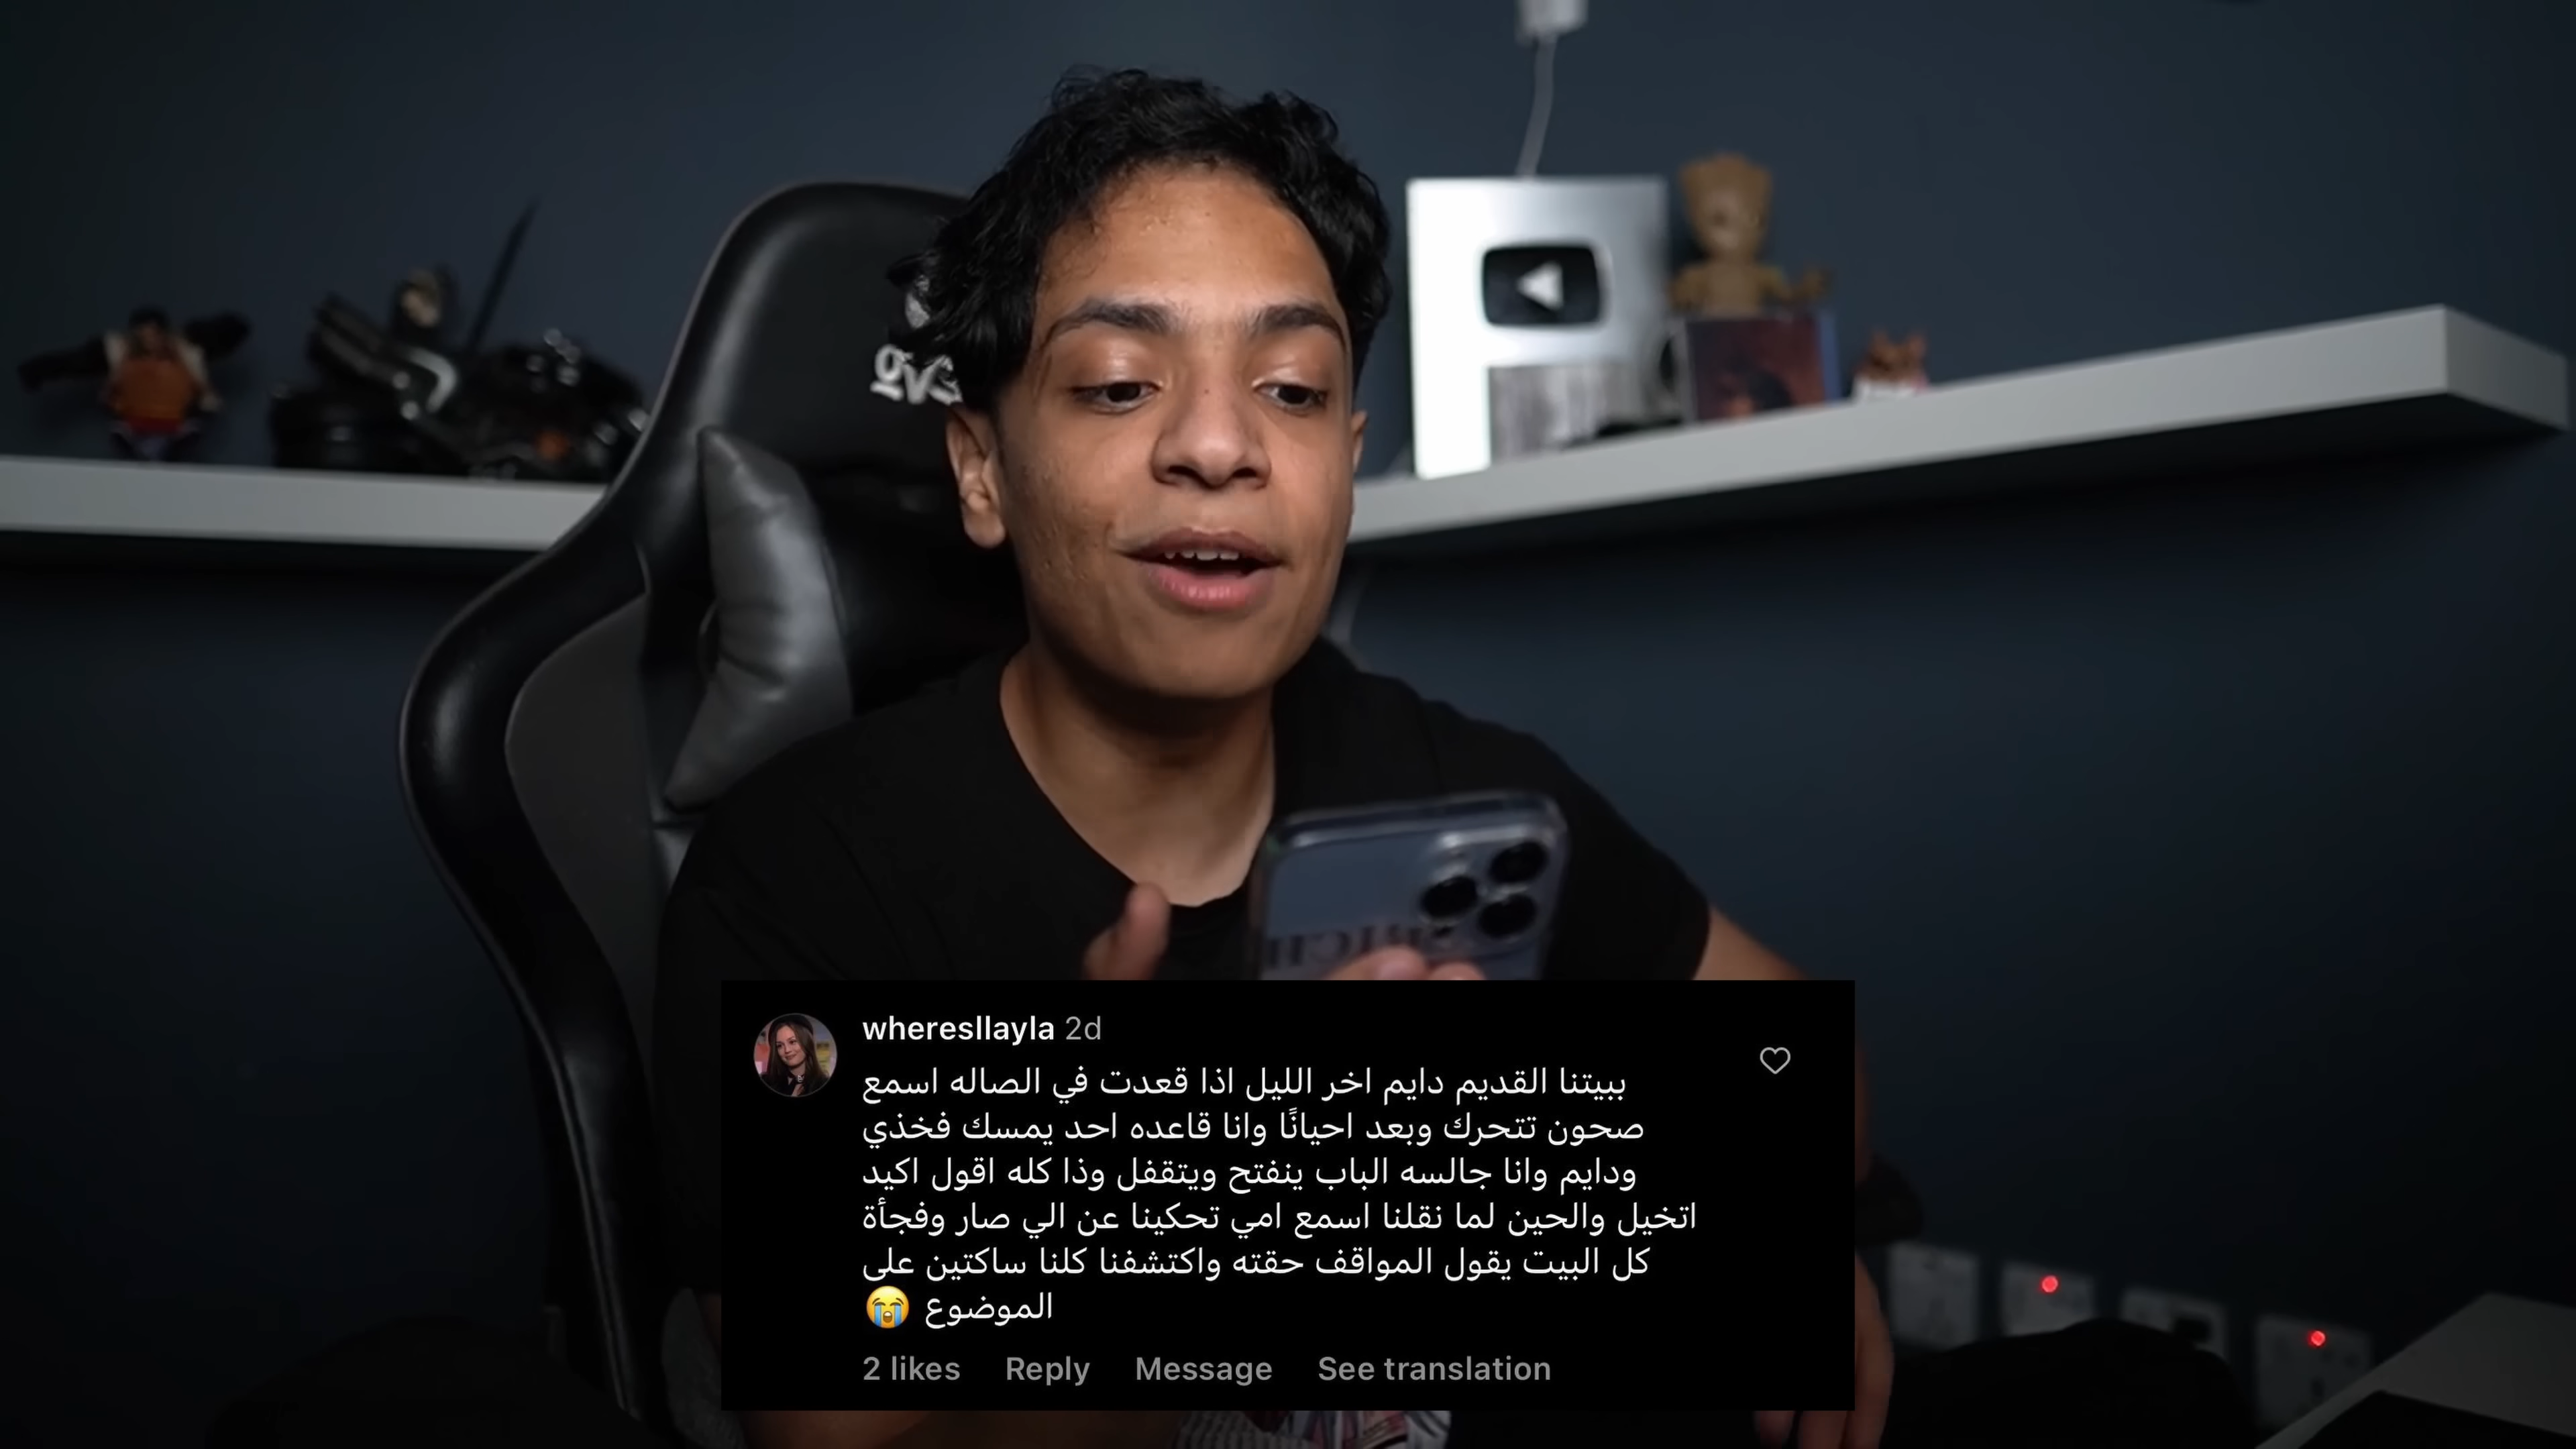 wheresllayla 2d
ببيتنا القديم دايم اخر الليل اذا قعدت في الصاله اسمع
صحون تتحرك وبعد احيانًا وانا قاعده احد يمسك فخذي
ودايم وانا جالسه الباب ينفتح ويتقفل وذا كله اقول اكيد
اتخيل والحين لما نقلنا اسمع امي تحكينا عن الي صار وفجأة
كل البيت يقول المواقف حقته واكتشفنا كلنا ساكتين على
الموضوع 😭
2 likes Reply Message See translation